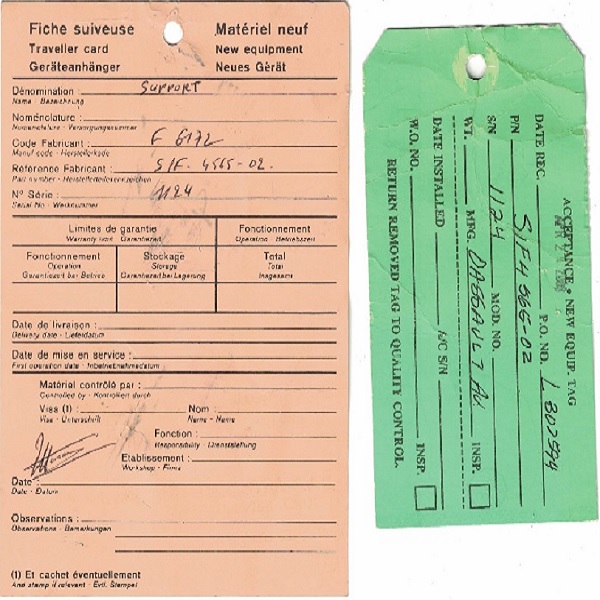 Fiche suiveuse
Traveller card
Geräteanhänger
Matériel neuf
New equipment
Neues Gerät
Dénomination : SUPPORT
Name - Bezeichnung
Nomenclature :
Nomenclature - Versorgungsnummer
Code Fabricant : F 6172
Manuf code - Herstellerkode
Référence Fabricant : S/F. 4565-02.
Part number - Herstellerteilkennzeichen
N° Série : 1124
Serial No - Werknummer
Limites de garantie
Warranty limit - Garantiezeit
Fonctionnement
Operation - Betriebszeit
Fonctionnement
Operation
Garantiezeit bei Betrieb
Stockage
Storage
Garantiezeit bei Lagerung
Total
Total
Insgesamt
Date de livraison :
Delivery date - Lieferdatum
Date de mise en service :
First operation date - Inbetriebnahmedatum
Matériel contrôlé par :
Controlled by - Kontrolliert durch
Visa (1) :
Visa - Unterschrift
Nom :
Name - Name
Fonction :
Responsibility - Dienststellung
Etablissement :
Workshop - Firma
Date
Date - Datum
Observations :
Observations - Bemerkungen
(1) Et cachet éventuellement
And stamp if relevant - Evtl. Stempel
ACCEPTANCE • NEW EQUIP. TAG
DATE REC. P.O. NO. L 802574
P/N S/F4565-02
S/N 1124 MOD. NO.
WT. MFG. DASSAULT AV. INSP.
DATE INSTALLED A/C S/N
W.O. NO. INSP.
RETURN REMOVED TAG TO QUALITY CONTROL.